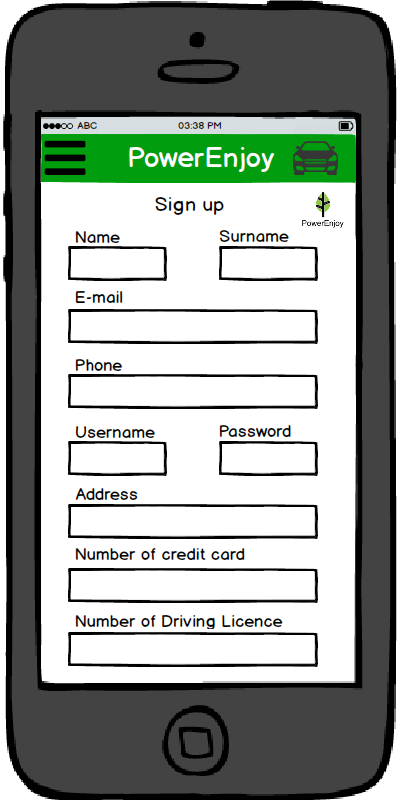 ABC 03:38 PM
PowerEnjoy
Sign up
PowerEnjoy
Name Surname
E-mail
Phone
Username Password
Address
Number of credit card
Number of Driving Licence